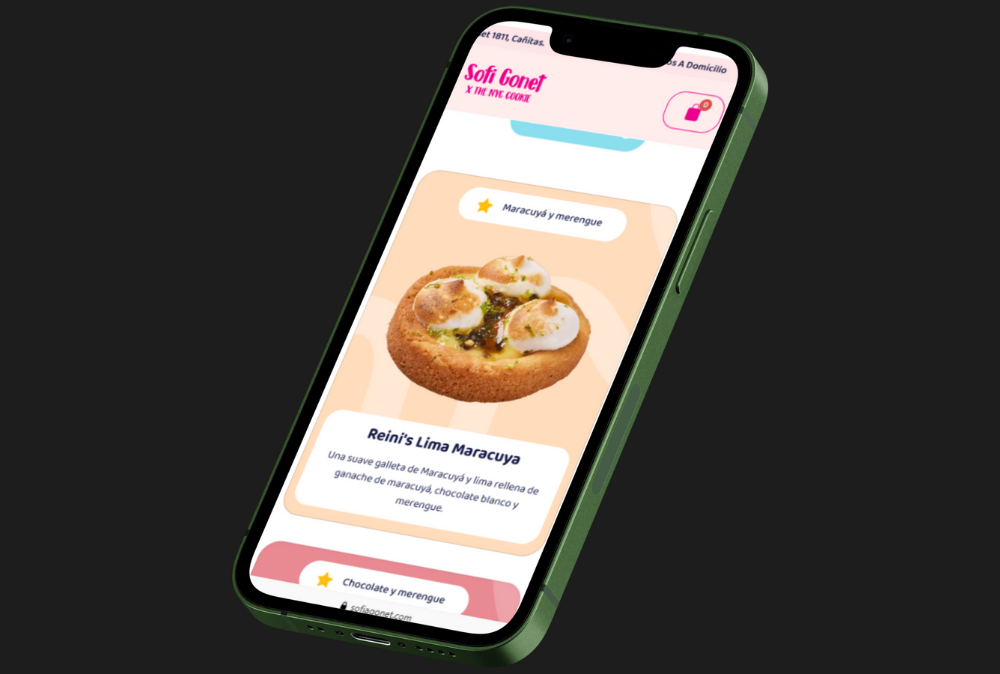 et 1811, Cañitas.
os A Domicilio
Sofi Gonet
X THE NYC COOKIE
0
Maracuyá y merengue
Reini's Lima Maracuya
Una suave galleta de Maracuyá y lima rellena de
ganache de maracuyá, chocolate blanco y
merengue.
Chocolate y merengue
sofiagonet.com